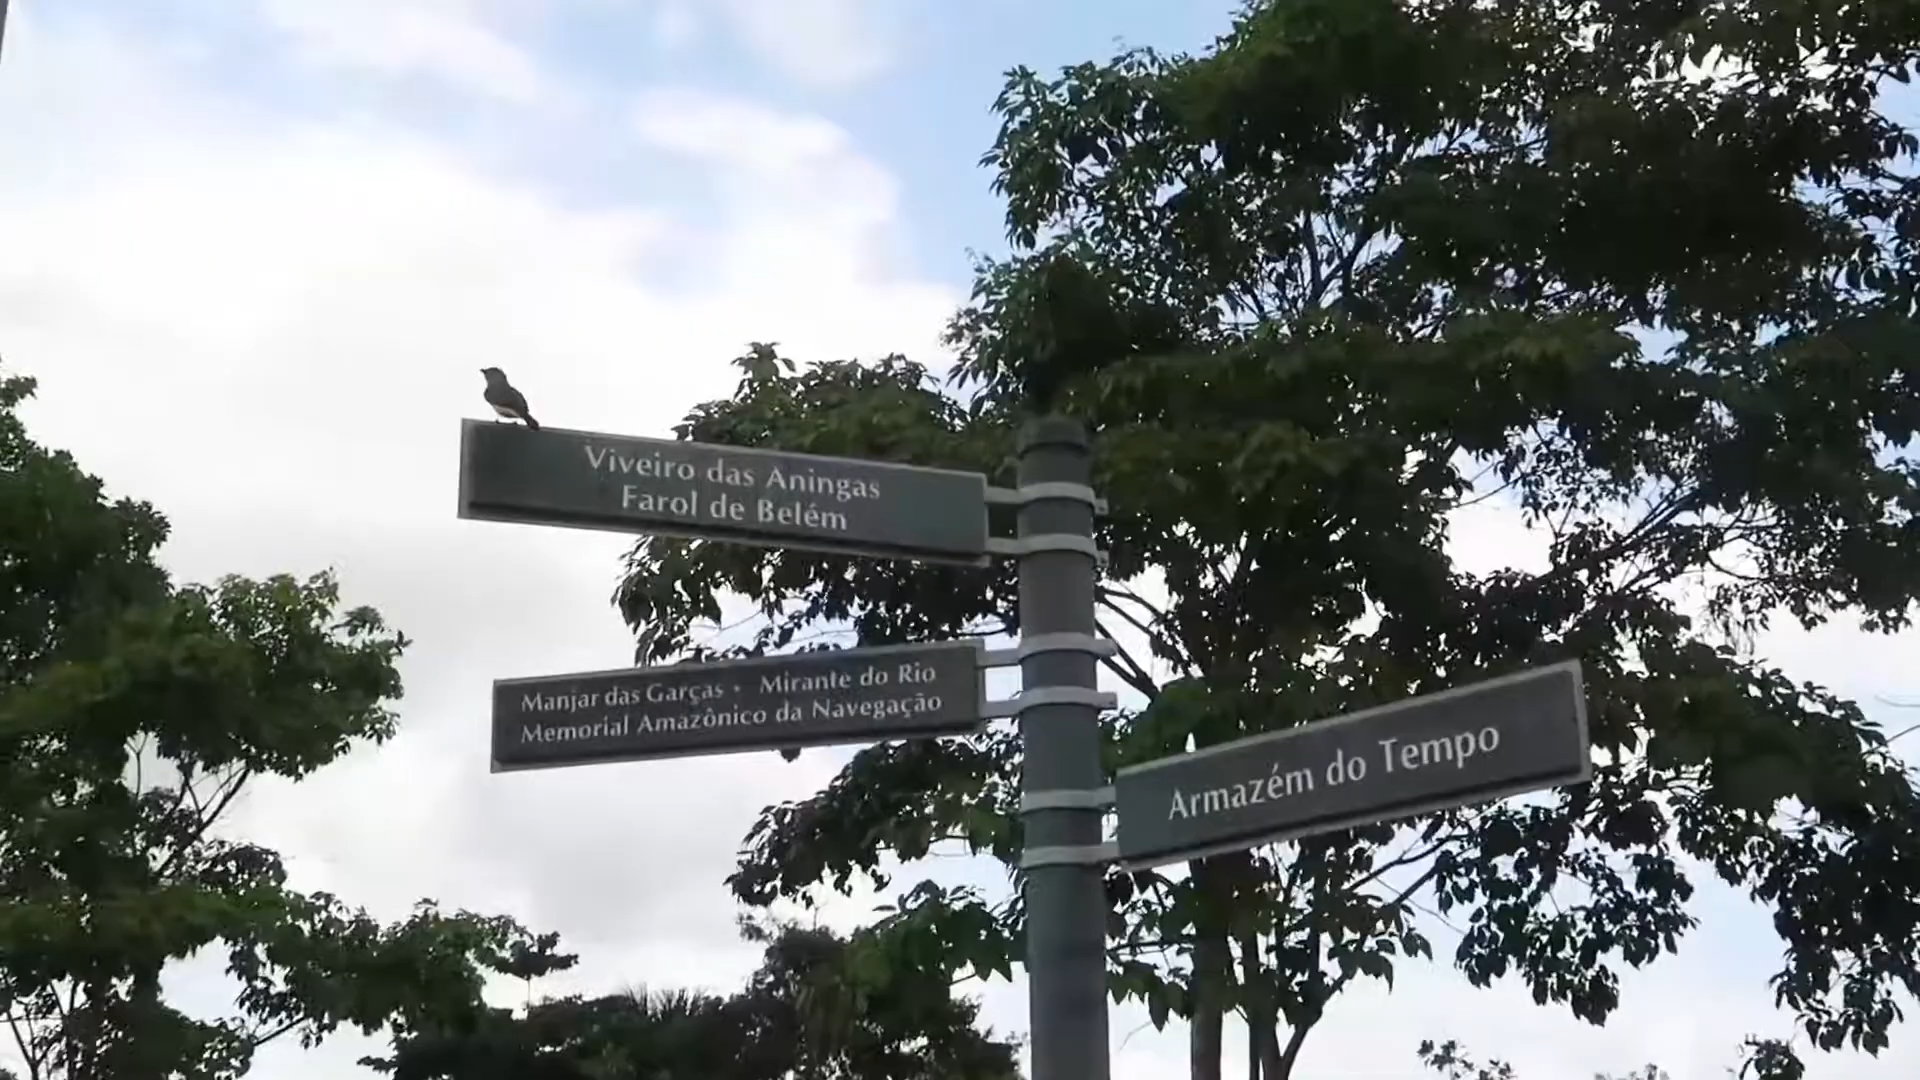 Viveiro das Aningas
Farol de Belém
Manjar das Garças • Mirante do Rio
Memorial Amazônico da Navegação
Armazém do Tempo